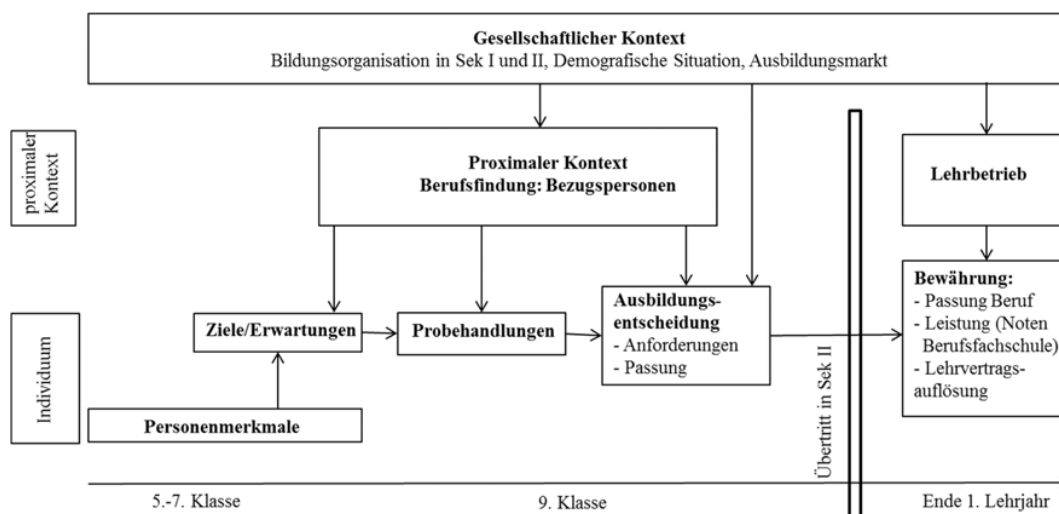 Gesellschaftlicher Kontext
Bildungsorganisation in Sek I und II, Demografische Situation, Ausbildungsmarkt
proximaler
Kontext
Proximaler Kontext
Berufsfindung: Bezugspersonen
Lehrbetrieb
Individuum
Ziele/Erwartungen
Probehandlungen
Ausbildungs-
entscheidung
- Anforderungen
- Passung
Bewährung:
- Passung Beruf
- Leistung (Noten
Berufsfachschule)
- Lehrvertrags-
auflösung
Personenmerkmale
Übertritt in Sek II
5.-7. Klasse
9. Klasse
Ende 1. Lehrjahr